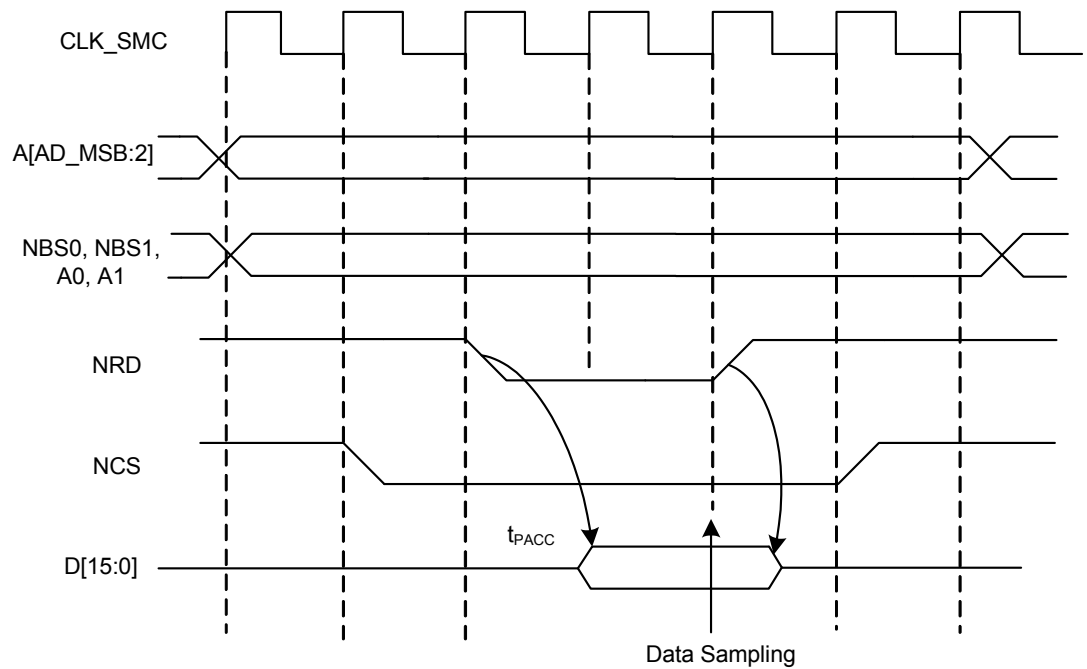 CLK_SMC
A[AD_MSB:2]
NBS0, NBS1,
A0, A1
NRD
NCS
tPACC
D[15:0]
Data Sampling